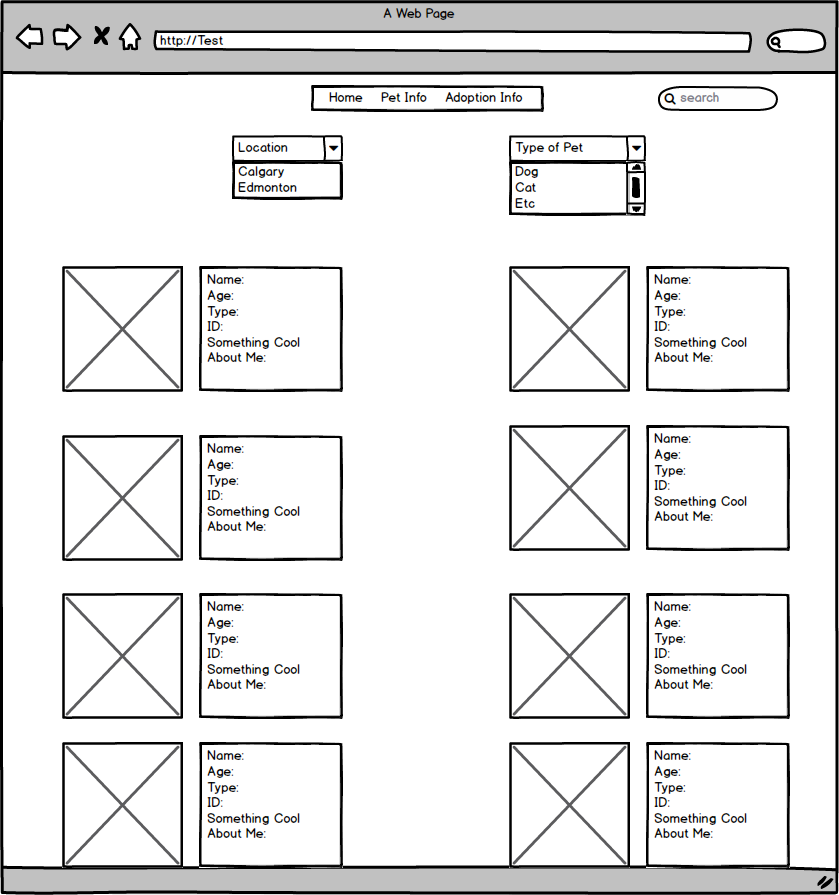 A Web Page
http://Test
Home Pet Info Adoption Info
search
Location
Calgary
Edmonton
Type of Pet
Dog
Cat
Etc
Name:
Age:
Type:
ID:
Something Cool
About Me:
Name:
Age:
Type:
ID:
Something Cool
About Me:
Name:
Age:
Type:
ID:
Something Cool
About Me:
Name:
Age:
Type:
ID:
Something Cool
About Me:
Name:
Age:
Type:
ID:
Something Cool
About Me:
Name:
Age:
Type:
ID:
Something Cool
About Me:
Name:
Age:
Type:
ID:
Something Cool
About Me:
Name:
Age:
Type:
ID:
Something Cool
About Me: